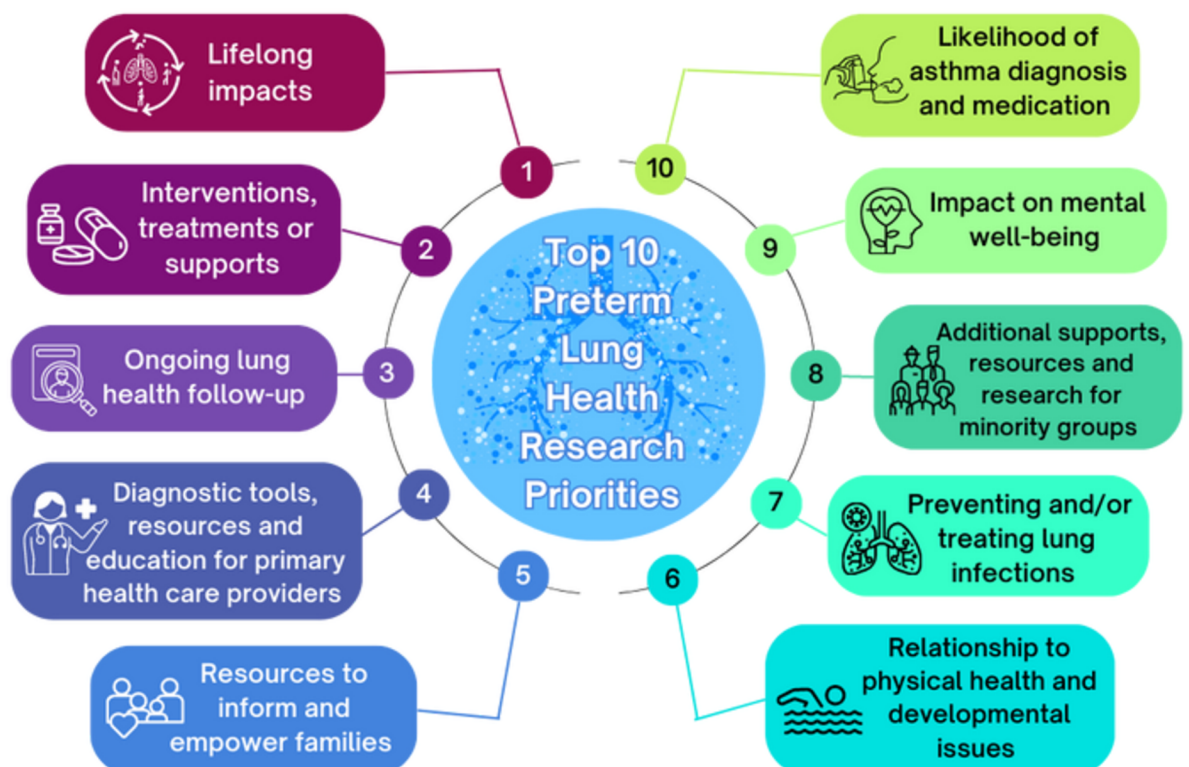 Top 10
Preterm
Lung
Health
Research
Priorities
1
Lifelong
impacts
2
Interventions,
treatments or
supports
3
Ongoing lung
health follow-up
4
Diagnostic tools,
resources and
education for primary
health care providers
5
Resources to
inform and
empower families
6
Relationship to
physical health and
developmental
issues
7
Preventing and/or
treating lung
infections
8
Additional supports,
resources and
research for
minority groups
9
Impact on mental
well-being
10
Likelihood of
asthma diagnosis
and medication